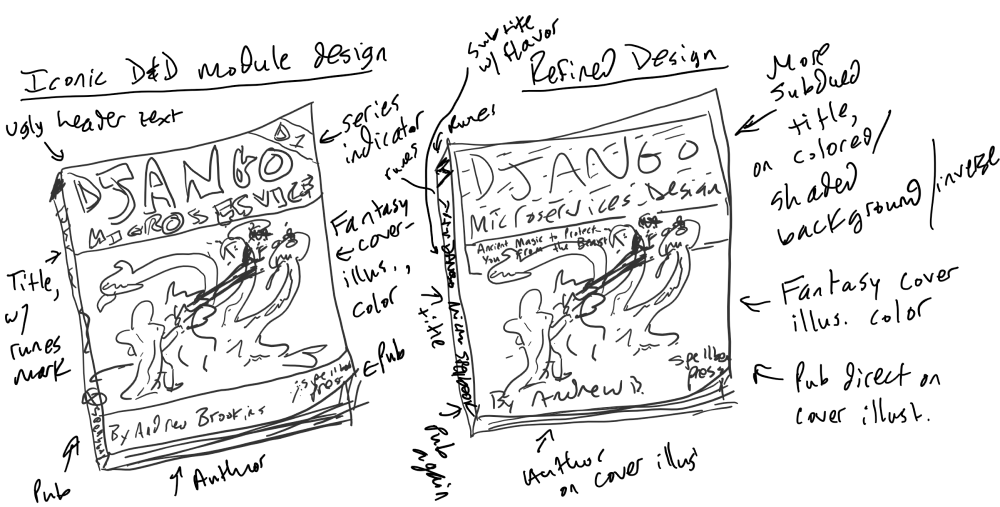 Iconic D&D module design
ugly header text
series
indicator
D1
DJANGO
MICROSERVICES
Fantasy
cover-
illus.,
color
Title,
w/
runes
mark
Pub
spellbook
press
By Andrew Brookins
Pub
Author
Refined Design
subtitle
w/ flavor
runes
runes
DJANGO
Microservices Design
Ancient Magic to Protect
You From the Beast
title
spellbook
press
By Andrew B.
Pub
again
Author
on cover illus
More
subdued
title,
on colored/
shaded
background/
inverse
Fantasy cover
illus. color
Pub direct on
cover illust.